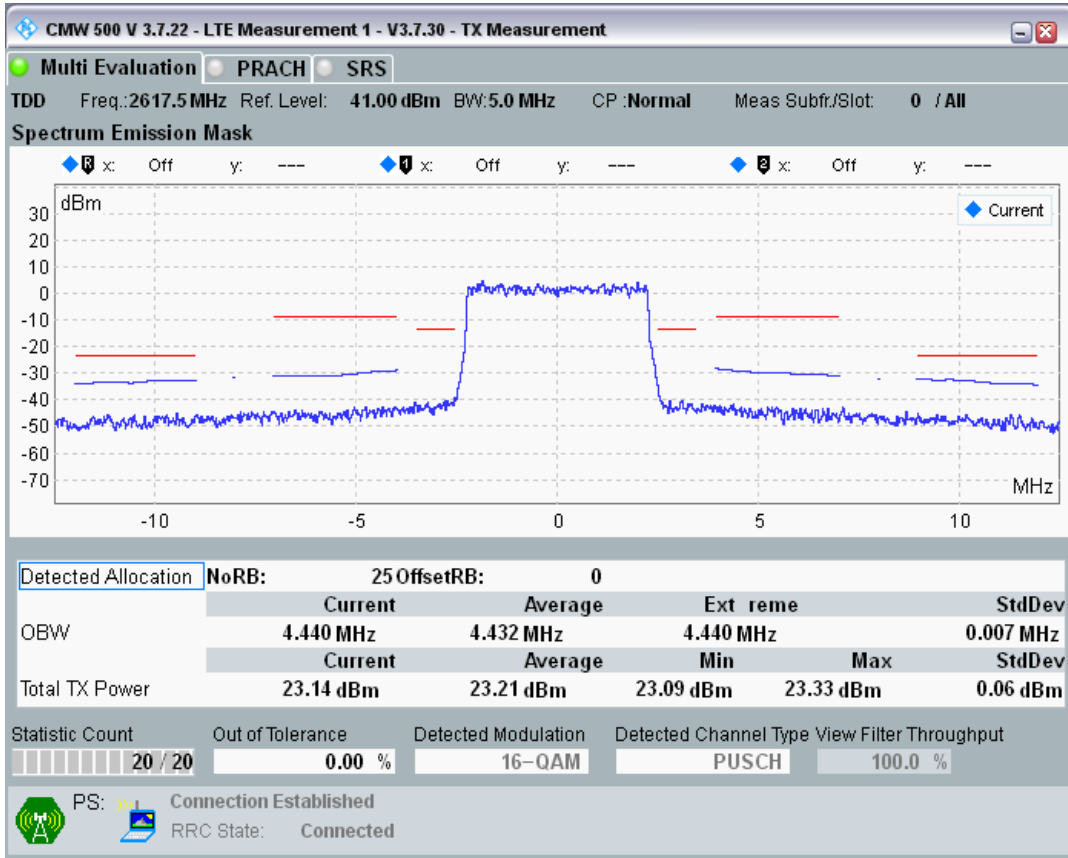 CMW 500 V 3.7.22 - LTE Measurement 1 - V3.7.30 - TX Measurement
Multi Evaluation PRACH SRS
TDD Freq.:2617.5 MHz Ref. Level: 41.00 dBm BW:5.0 MHz CP :Normal Meas Subfr./Slot: 0 / All
Spectrum Emission Mask
R x: Off y: --- 1 x: Off y: --- 2 x: Off y: ---
dBm
Current
30
20
10
0
-10
-20
-30
-40
-50
-60
-70
MHz
-10 -5 0 5 10
Detected Allocation NoRB: 25 OffsetRB: 0
Current Average Ext reme StdDev
OBW 4.440 MHz 4.432 MHz 4.440 MHz 0.007 MHz
Current Average Min Max StdDev
Total TX Power 23.14 dBm 23.21 dBm 23.09 dBm 23.33 dBm 0.06 dBm
Statistic Count Out of Tolerance Detected Modulation Detected Channel Type View Filter Throughput
20 / 20 0.00 % 16-QAM PUSCH 100.0 %
PS: Connection Established
RRC State: Connected